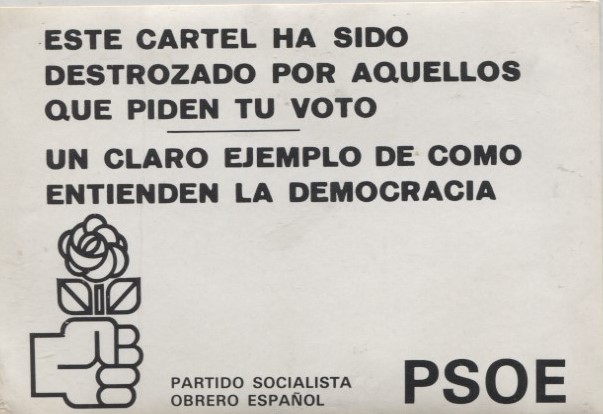 ESTE CARTEL HA SIDO
DESTROZADO POR AQUELLOS
QUE PIDEN TU VOTO
UN CLARO EJEMPLO DE COMO
ENTIENDEN LA DEMOCRACIA
PARTIDO SOCIALISTA
OBRERO ESPAÑOL
PSOE